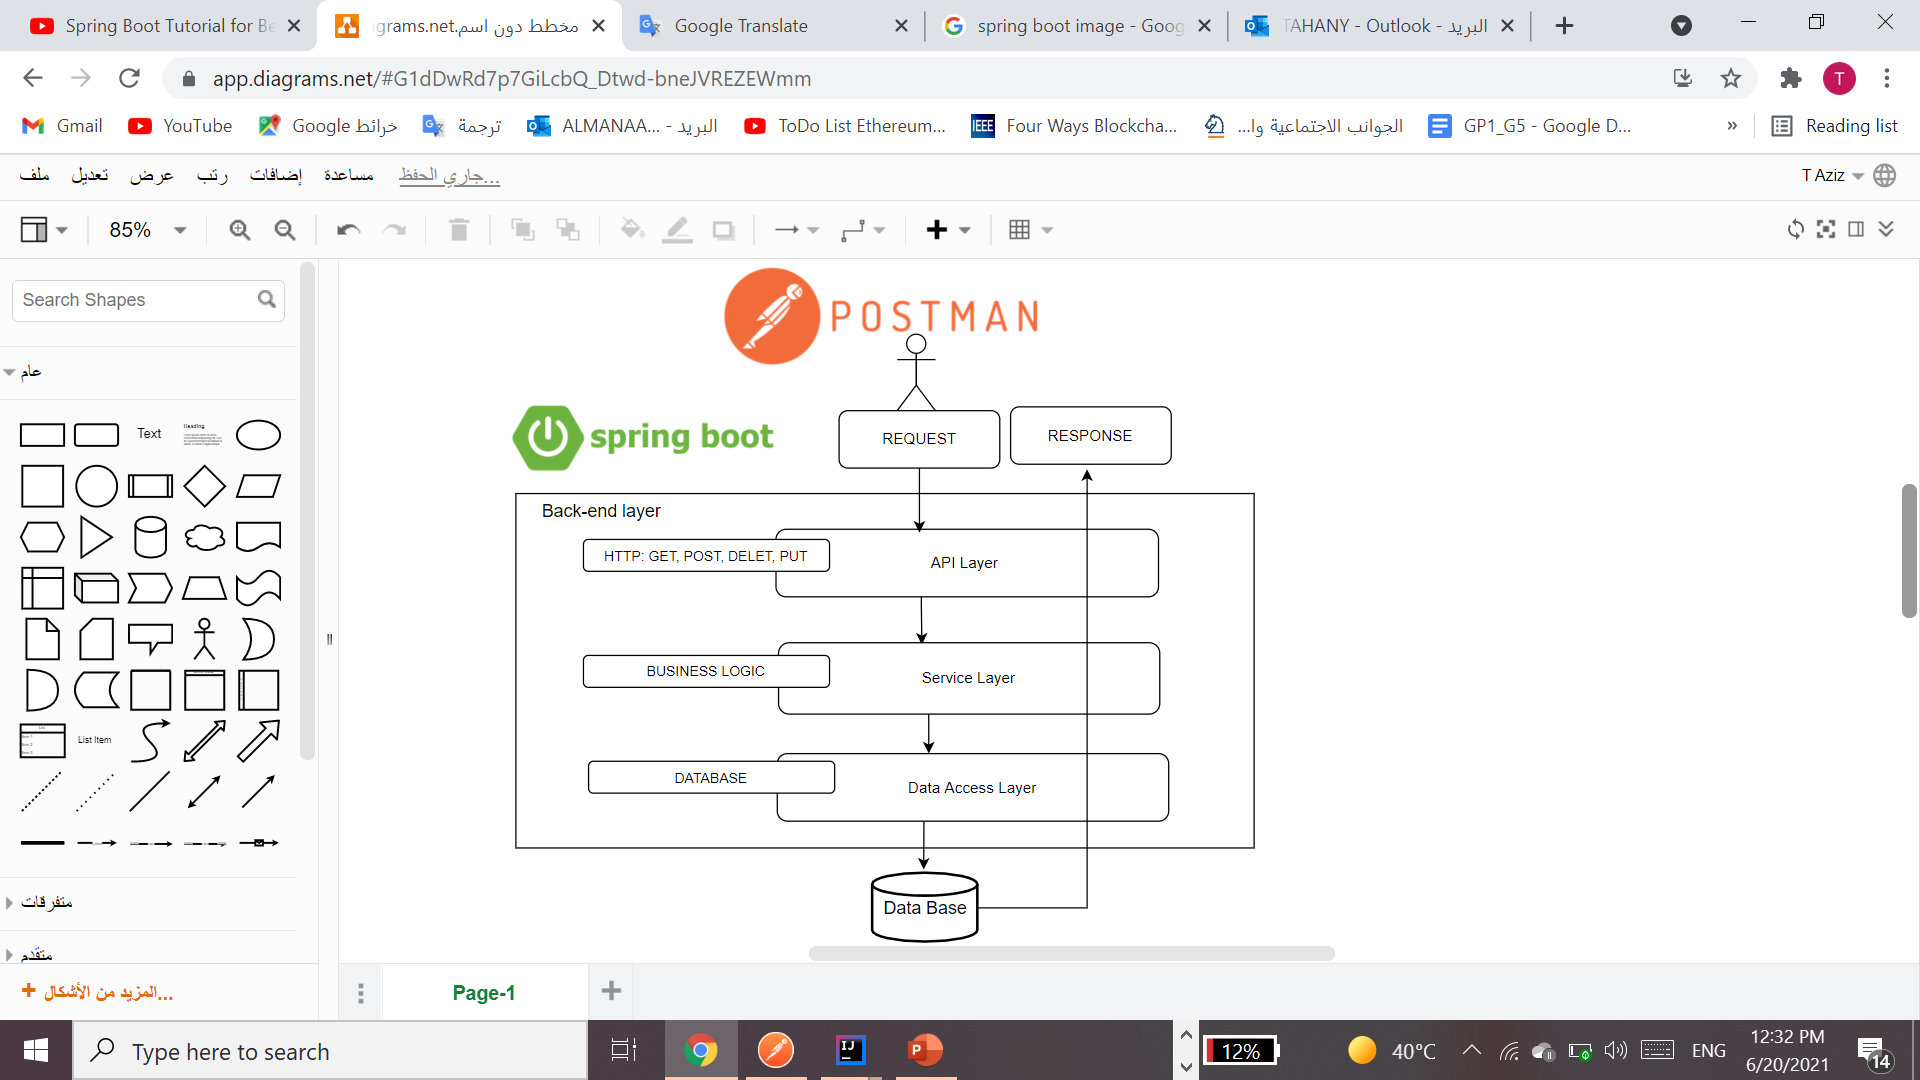 Spring Boot Tutorial for Be
مخطط دون اسم.grams.net
Google Translate
spring boot image - Goog
البريد - TAHANY - Outlook
app.diagrams.net/#G1dDwRd7p7GiLcbQ_Dtwd-bneJVREZEWmm
T
Gmail
YouTube
خرائط Google
ترجمة
البريد - ...ALMANAA
ToDo List Ethereum...
IEEE
Four Ways Blockcha...
الجوانب الاجتماعية وا...
GP1_G5 - Google D...
»
Reading list
ملف
تعديل
عرض
رتب
إضافات
مساعدة
جاري الحفظ...
T Aziz
85%
Search Shapes
عام
Text
Heading
List Item
متفرقات
متقدم
+ المزيد من الأشكال...
POSTMAN
spring boot
REQUEST
RESPONSE
Back-end layer
HTTP: GET, POST, DELET, PUT
API Layer
BUSINESS LOGIC
Service Layer
DATABASE
Data Access Layer
Data Base
Page-1
Type here to search
IJ
P
12%
40°C
ENG
12:32 PM
6/20/2021
14